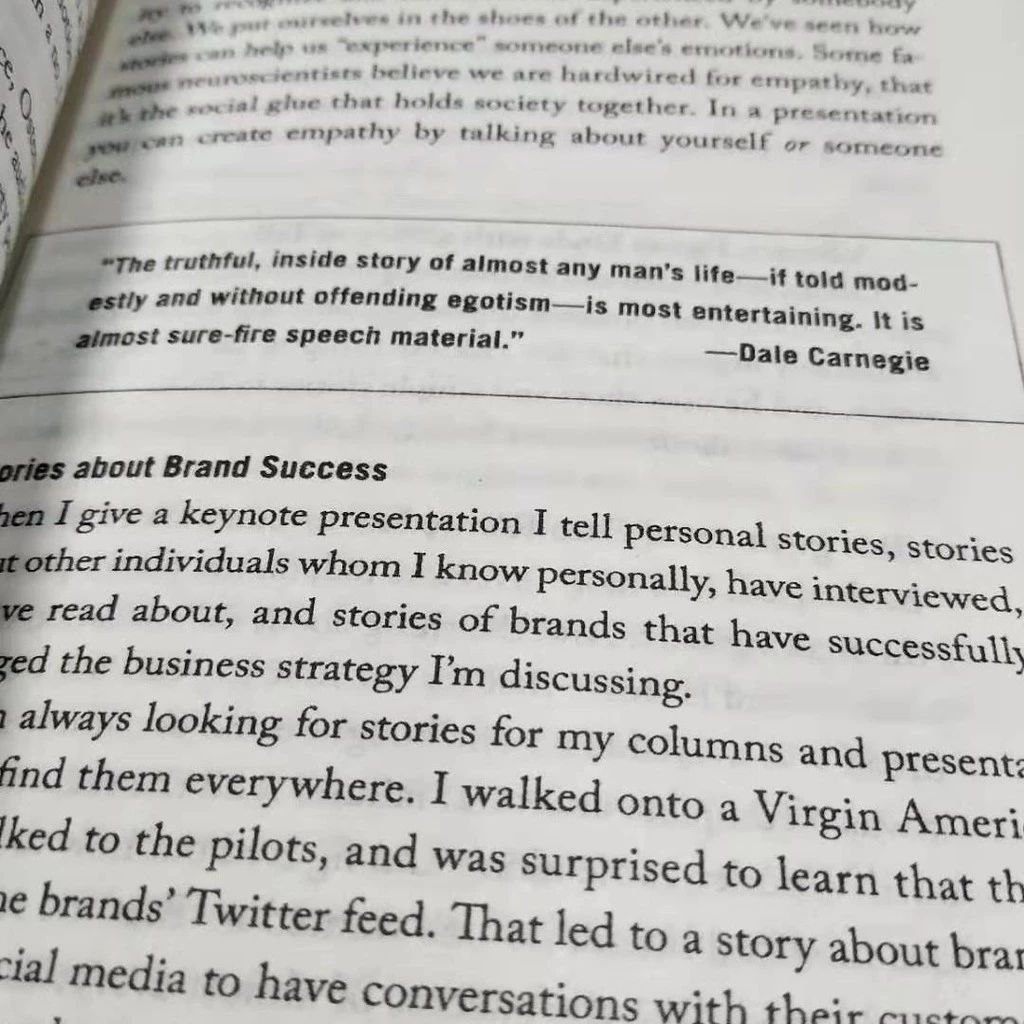 by somebody
else. We put ourselves in the shoes of the other. We've seen how
stories can help us "experience" someone else's emotions. Some fa-
mous neuroscientists believe we are hardwired for empathy, that
it's the social glue that holds society together. In a presentation
you can create empathy by talking about yourself or someone
else.
"The truthful, inside story of almost any man's life—if told mod-
estly and without offending egotism—is most entertaining. It is
almost sure-fire speech material."
—Dale Carnegie
ories about Brand Success
hen I give a keynote presentation I tell personal stories, stories
ut other individuals whom I know personally, have interviewed,
ve read about, and stories of brands that have successfully
ged the business strategy I'm discussing.
always looking for stories for my columns and presenta
find them everywhere. I walked onto a Virgin Ameri
lked to the pilots, and was surprised to learn that th
he brands' Twitter feed. That led to a story about bran
cial media to have conversations with their custom